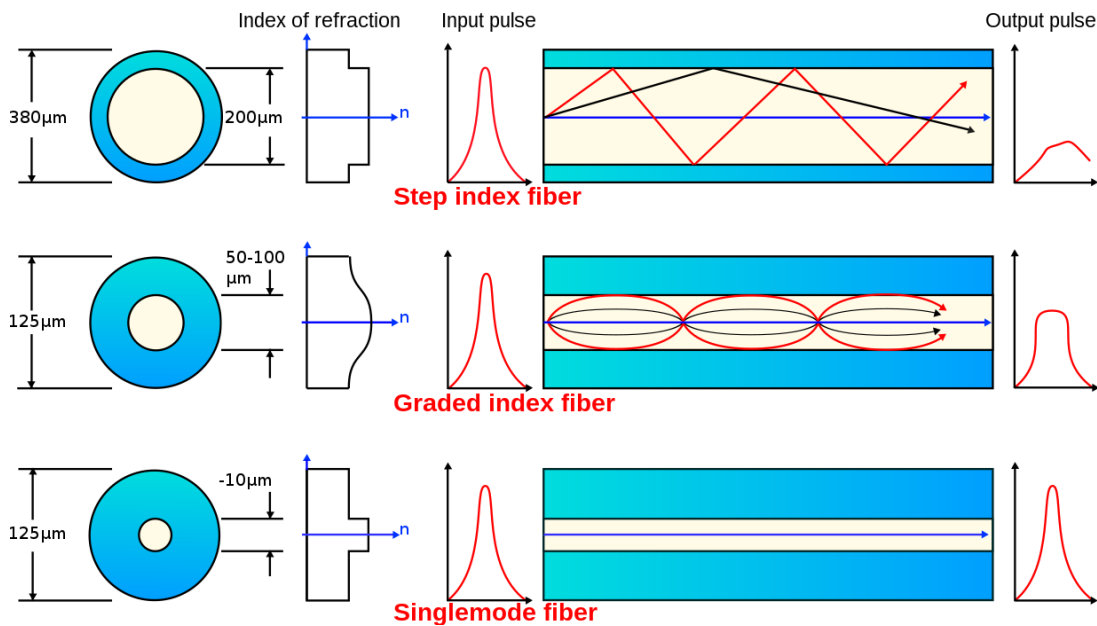 Index of refraction
Input pulse
Output pulse
380μm
200μm
n
Step index fiber
50-100
μm
125μm
n
Graded index fiber
-10μm
125μm
n
Singlemode fiber